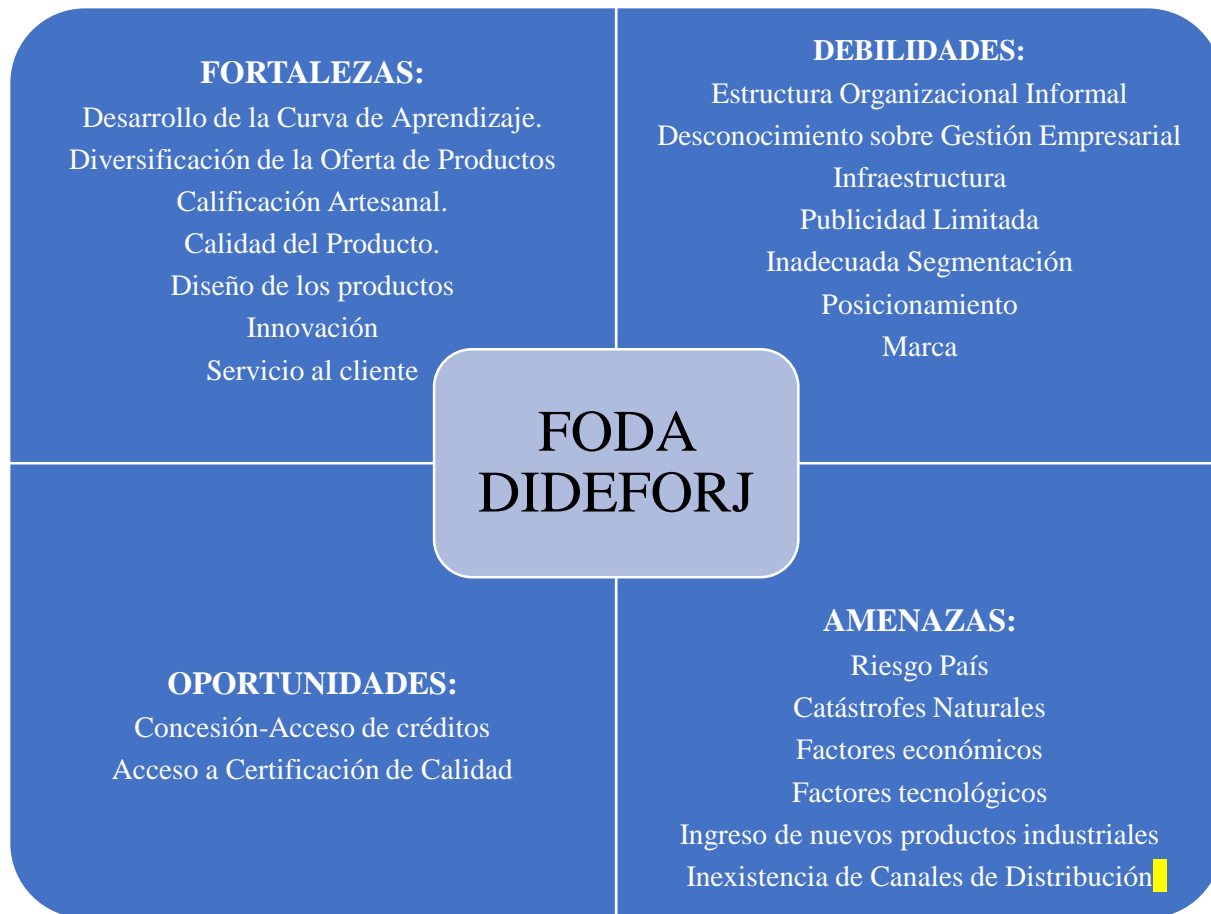 FORTALEZAS:
Desarrollo de la Curva de Aprendizaje.
Diversificación de la Oferta de Productos
Calificación Artesanal.
Calidad del Producto.
Diseño de los productos
Innovación
Servicio al cliente
DEBILIDADES:
Estructura Organizacional Informal
Desconocimiento sobre Gestión Empresarial
Infraestructura
Publicidad Limitada
Inadecuada Segmentación
Posicionamiento
Marca
FODA
DIDEFORJ
OPORTUNIDADES:
Concesión-Acceso de créditos
Acceso a Certificación de Calidad
AMENAZAS:
Riesgo País
Catástrofes Naturales
Factores económicos
Factores tecnológicos
Ingreso de nuevos productos industriales
Inexistencia de Canales de Distribución